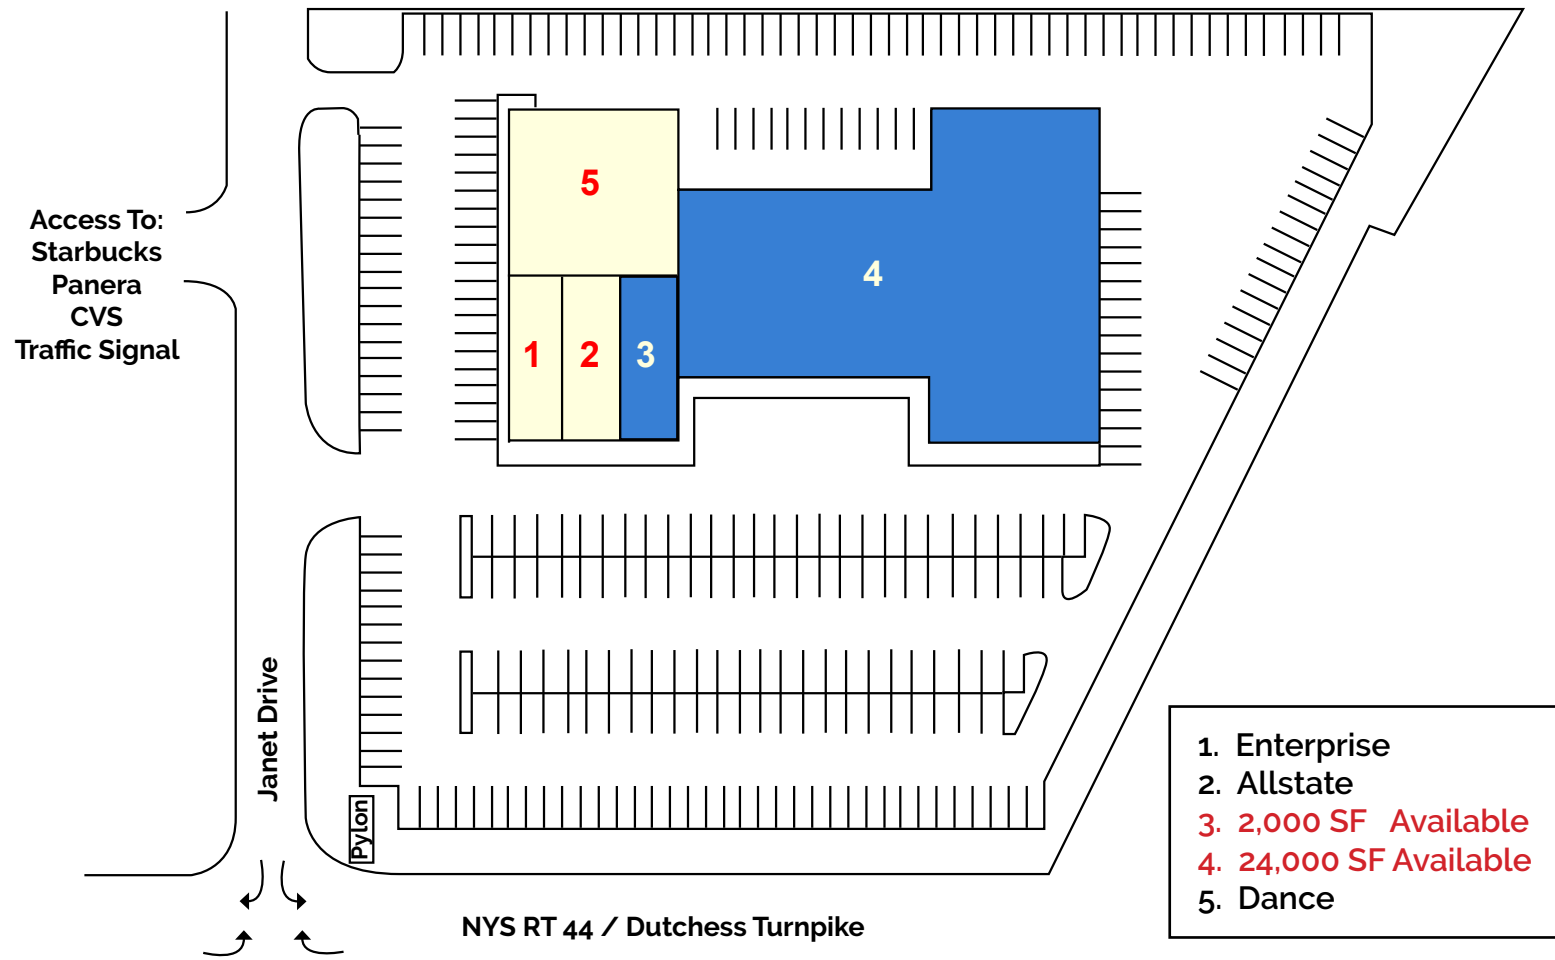 5
4
1
2
3
Access To:
Starbucks
Panera
CVS
Traffic Signal
Janet Drive
Pylon
NYS RT 44 / Dutchess Turnpike
1. Enterprise
2. Allstate
3. 2,000 SF Available
4. 24,000 SF Available
5. Dance